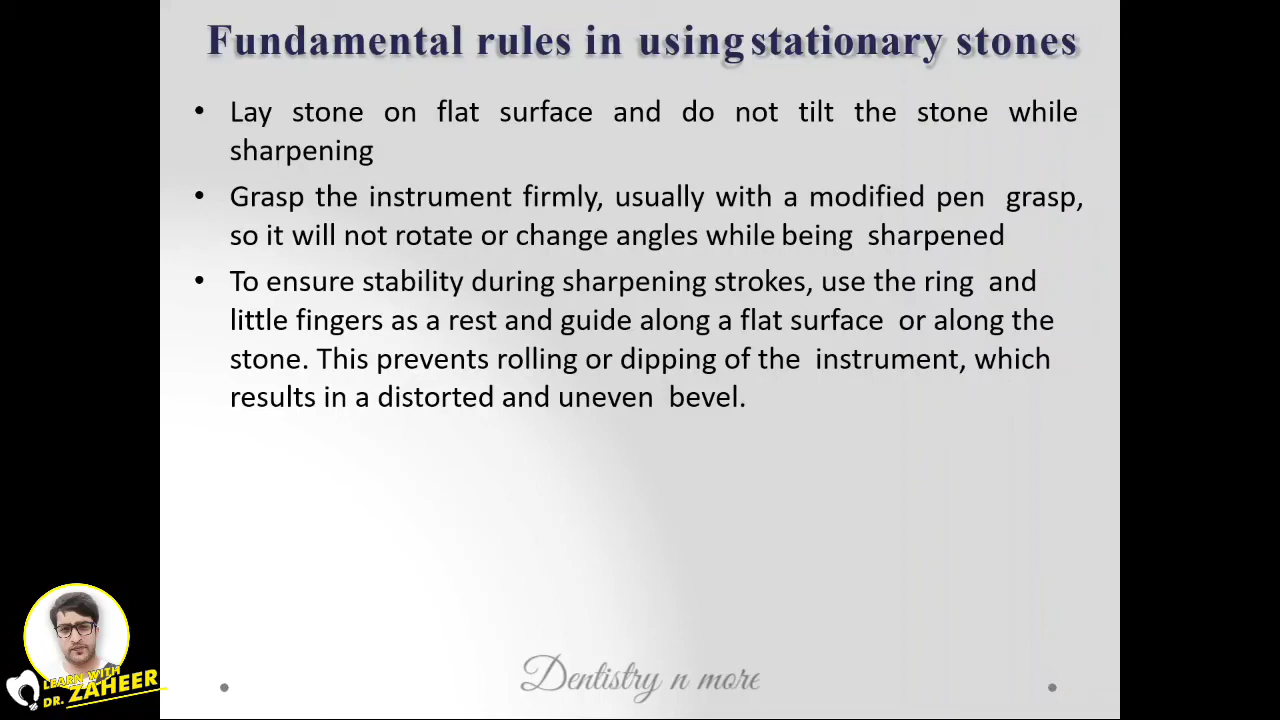 Fundamental rules in using stationary stones
• Lay stone on flat surface and do not tilt the stone while
sharpening
• Grasp the instrument firmly, usually with a modified pen grasp,
so it will not rotate or change angles while being sharpened
• To ensure stability during sharpening strokes, use the ring and
little fingers as a rest and guide along a flat surface or along the
stone. This prevents rolling or dipping of the instrument, which
results in a distorted and uneven bevel.
Dentistry n more
LEARN WITH
DR. ZAHEER